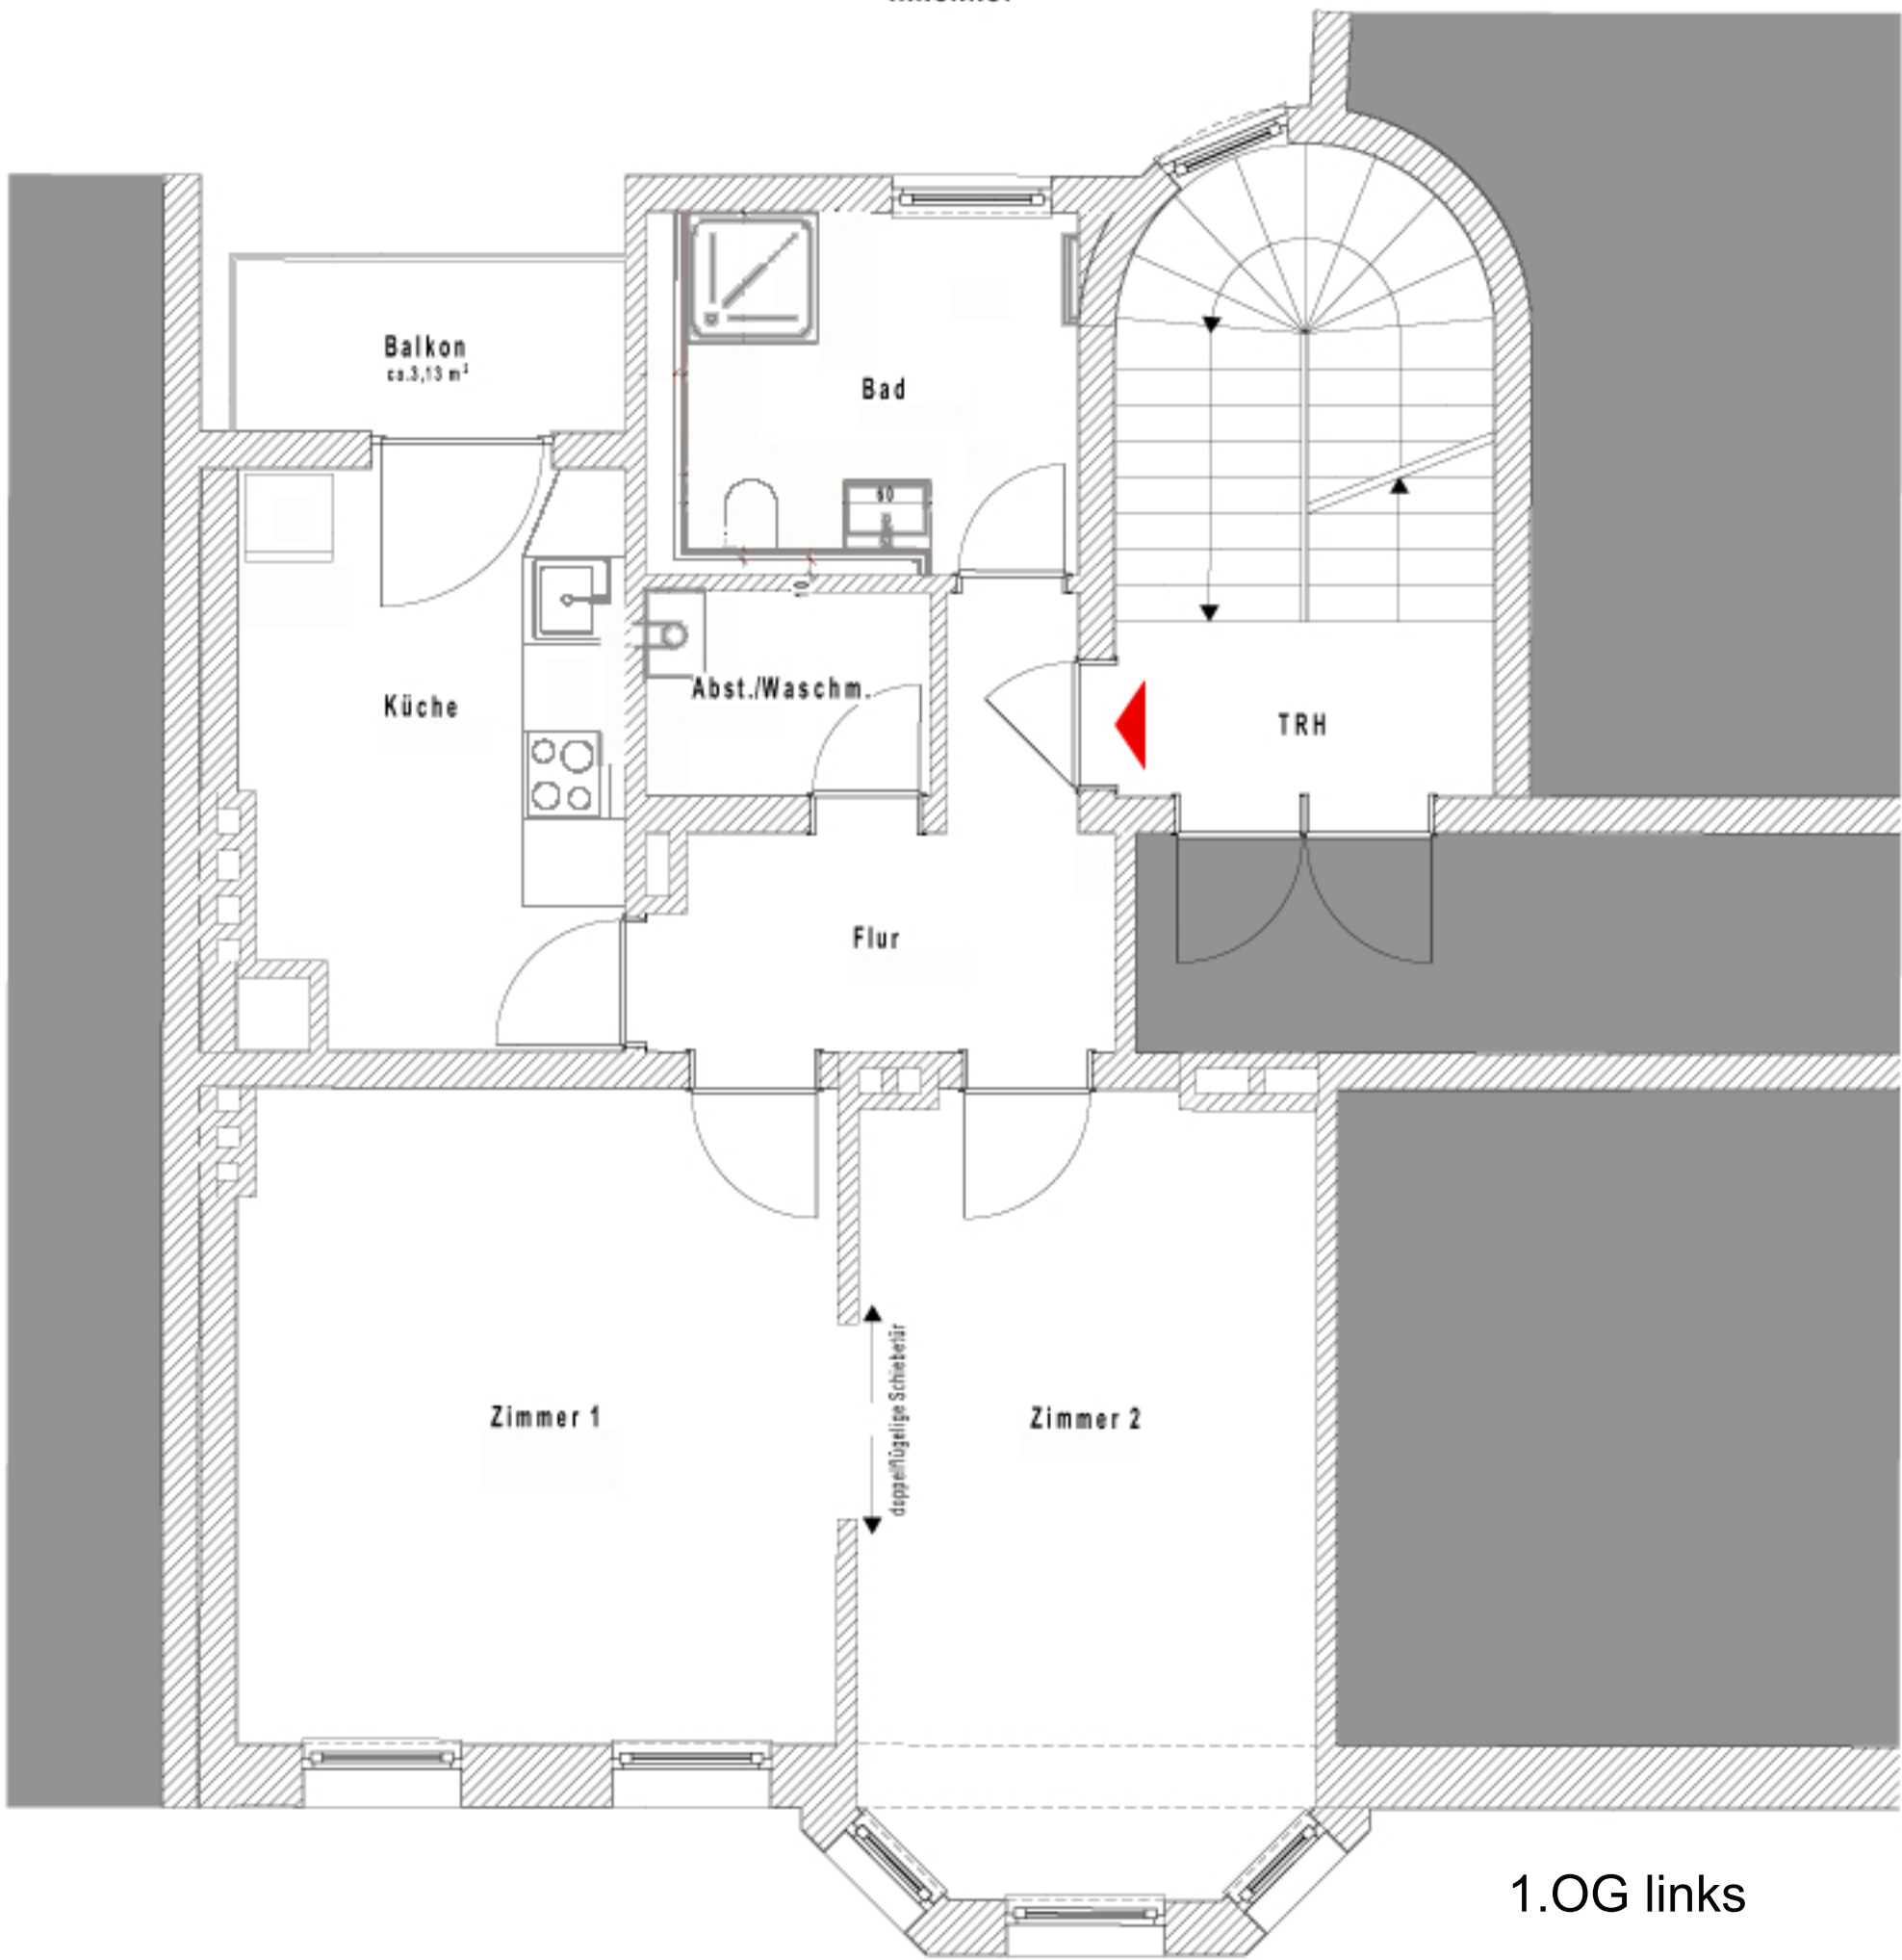 Balkon
ca.3,13 m²
Bad
60
10
Abst./Waschm.
Küche
TRH
Flur
Zimmer 1
doppelflügelige Schiebetür
Zimmer 2
1.OG links